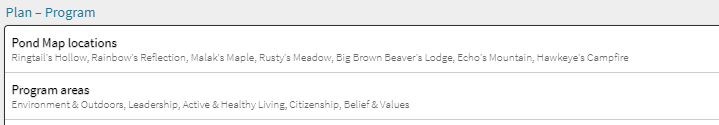 Plan – Program
Pond Map locations
Ringtail's Hollow, Rainbow's Reflection, Malak's Maple, Rusty's Meadow, Big Brown Beaver's Lodge, Echo's Mountain, Hawkeye's Campfire
Program areas
Environment & Outdoors, Leadership, Active & Healthy Living, Citizenship, Belief & Values